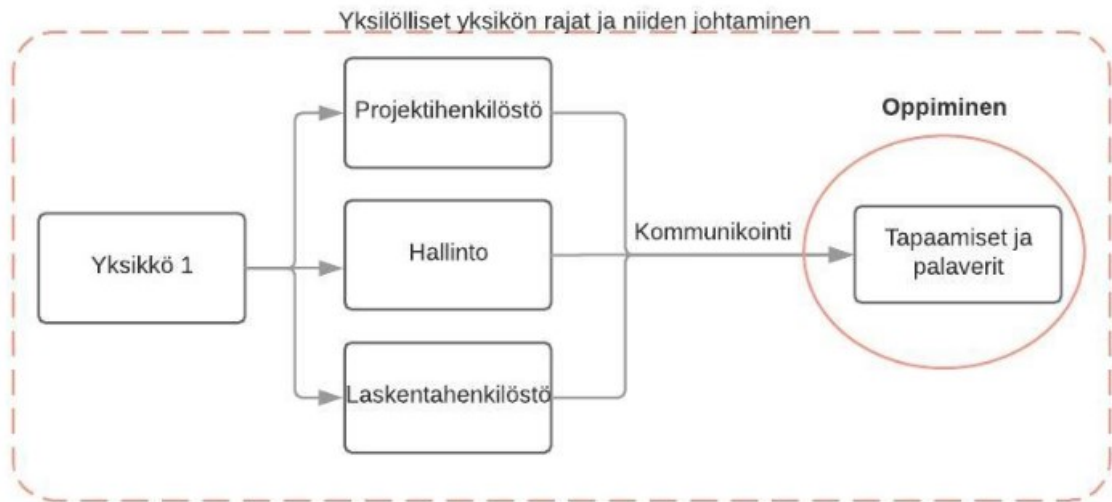 Yksilölliset yksikön rajat ja niiden johtaminen
Projektihenkilöstö
Oppiminen
Yksikkö 1
Hallinto
Kommunikointi
Tapaamiset ja
palaverit
Laskentahenkilöstö